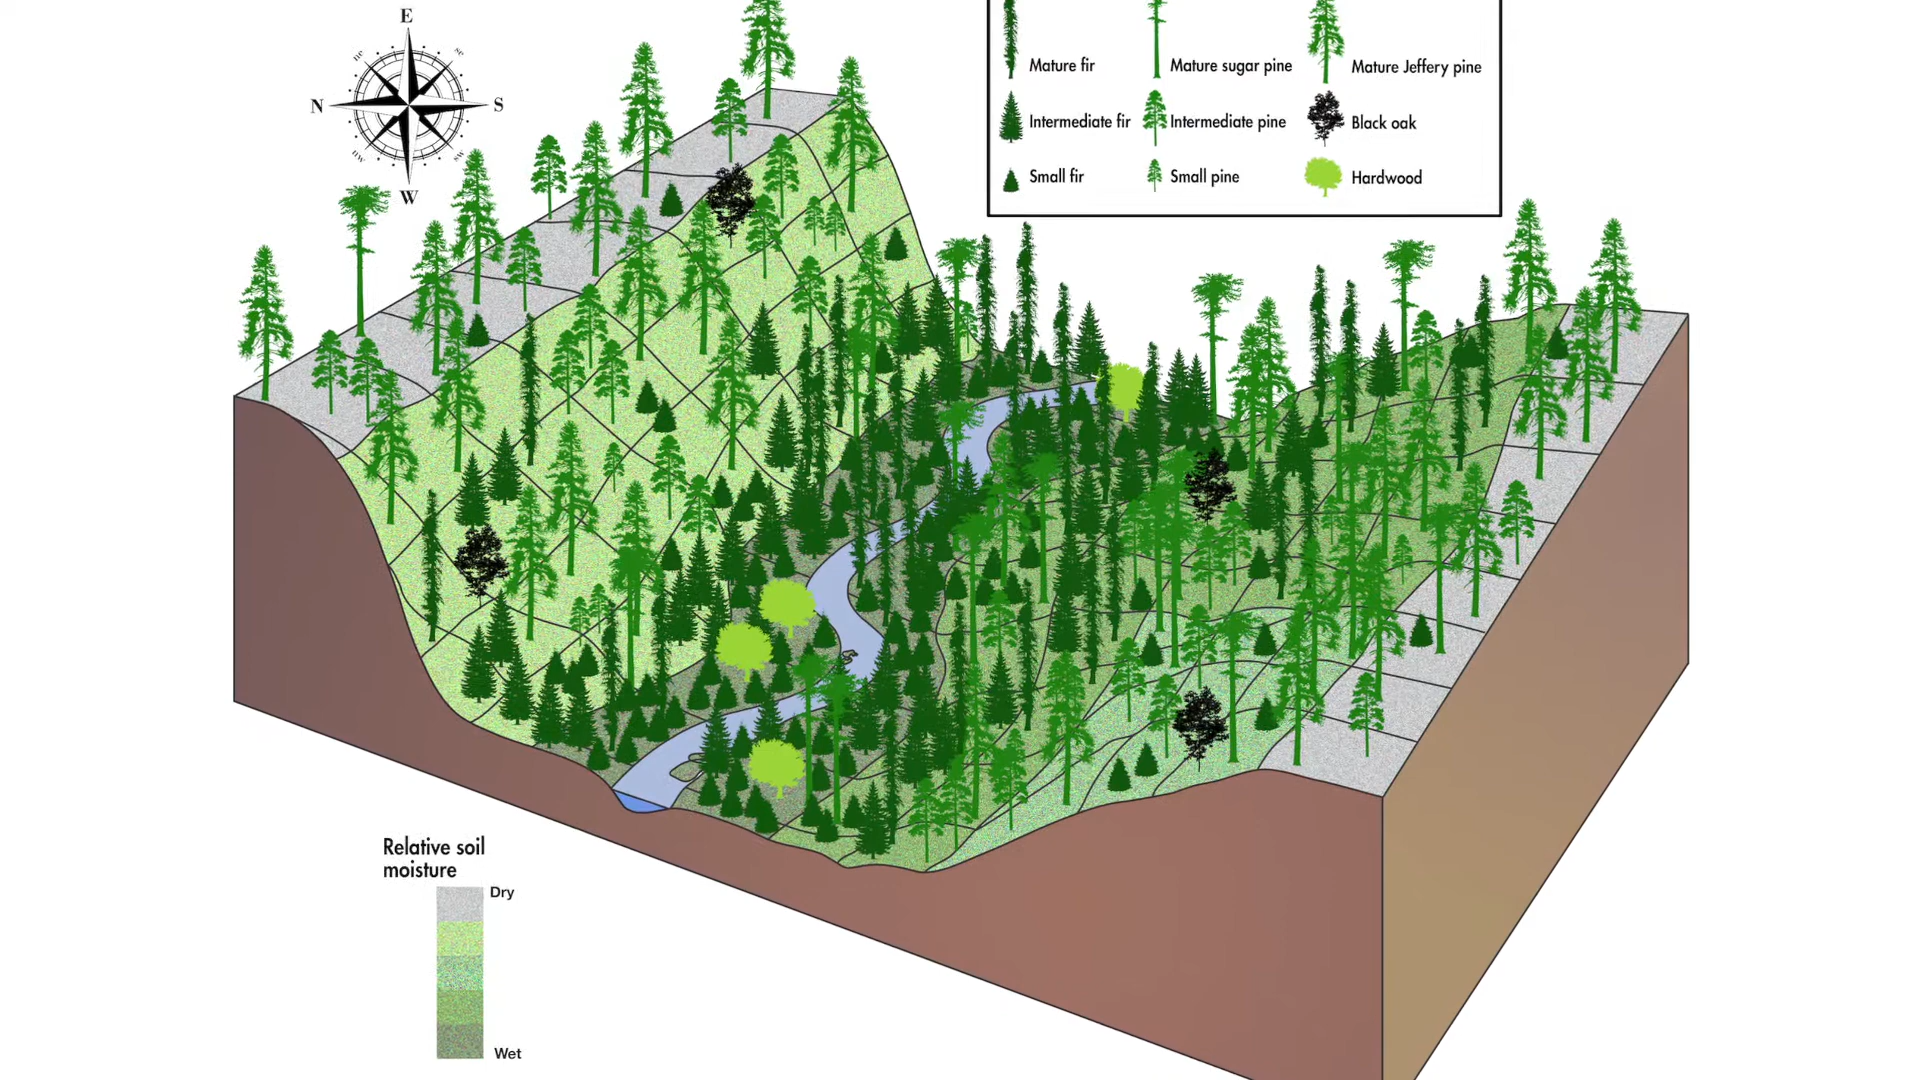 E
N
S
W
Mature fir
Mature sugar pine
Mature Jeffery pine
Intermediate fir
Intermediate pine
Black oak
Small fir
Small pine
Hardwood
Relative soil
moisture
Dry
Wet